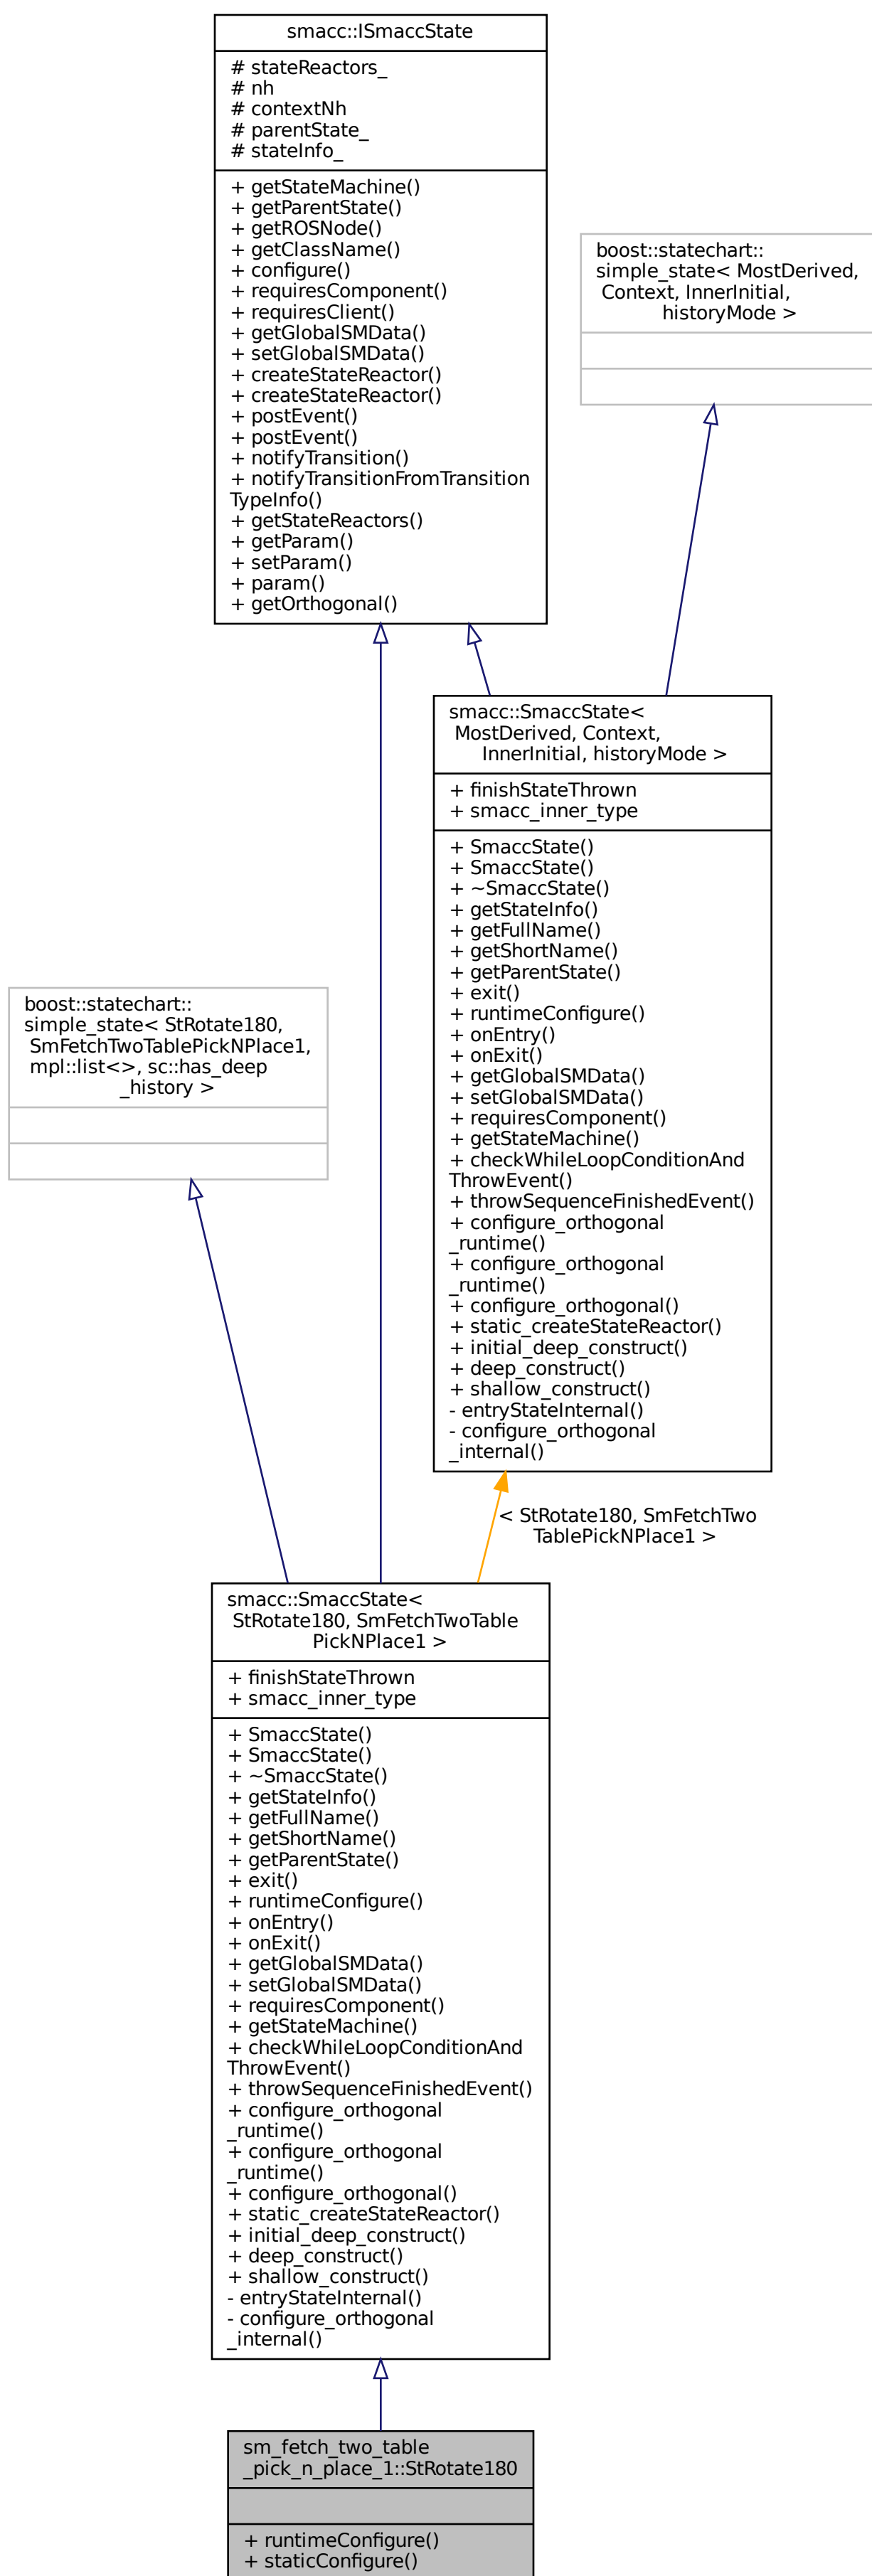 smacc::ISmaccState
# stateReactors_
# nh
# contextNh
# parentState_
# stateInfo_
+ getStateMachine()
+ getParentState()
+ getROSNode()
+ getClassName()
+ configure()
+ requiresComponent()
+ requiresClient()
+ getGlobalSMData()
+ setGlobalSMData()
+ createStateReactor()
+ createStateReactor()
+ postEvent()
+ postEvent()
+ notifyTransition()
+ notifyTransitionFromTransition
TypeInfo()
+ getStateReactors()
+ getParam()
+ setParam()
+ param()
+ getOrthogonal()
boost::statechart::
simple_state< MostDerived,
Context, InnerInitial,
historyMode >
smacc::SmaccState<
MostDerived, Context,
InnerInitial, historyMode >
+ finishStateThrown
+ smacc_inner_type
+ SmaccState()
+ SmaccState()
+ ~SmaccState()
+ getStateInfo()
+ getFullName()
+ getShortName()
+ getParentState()
+ exit()
+ runtimeConfigure()
+ onEntry()
+ onExit()
+ getGlobalSMData()
+ setGlobalSMData()
+ requiresComponent()
+ getStateMachine()
+ checkWhileLoopConditionAnd
ThrowEvent()
+ throwSequenceFinishedEvent()
+ configure_orthogonal
_runtime()
+ configure_orthogonal
_runtime()
+ configure_orthogonal()
+ static_createStateReactor()
+ initial_deep_construct()
+ deep_construct()
+ shallow_construct()
- entryStateInternal()
- configure_orthogonal
_internal()
boost::statechart::
simple_state< StRotate180,
SmFetchTwoTablePickNPlace1,
mpl::list<>, sc::has_deep
_history >
< StRotate180, SmFetchTwo
TablePickNPlace1 >
smacc::SmaccState<
StRotate180, SmFetchTwoTable
PickNPlace1 >
+ finishStateThrown
+ smacc_inner_type
+ SmaccState()
+ SmaccState()
+ ~SmaccState()
+ getStateInfo()
+ getFullName()
+ getShortName()
+ getParentState()
+ exit()
+ runtimeConfigure()
+ onEntry()
+ onExit()
+ getGlobalSMData()
+ setGlobalSMData()
+ requiresComponent()
+ getStateMachine()
+ checkWhileLoopConditionAnd
ThrowEvent()
+ throwSequenceFinishedEvent()
+ configure_orthogonal
_runtime()
+ configure_orthogonal
_runtime()
+ configure_orthogonal()
+ static_createStateReactor()
+ initial_deep_construct()
+ deep_construct()
+ shallow_construct()
- entryStateInternal()
- configure_orthogonal
_internal()
sm_fetch_two_table
_pick_n_place_1::StRotate180
+ runtimeConfigure()
+ staticConfigure()